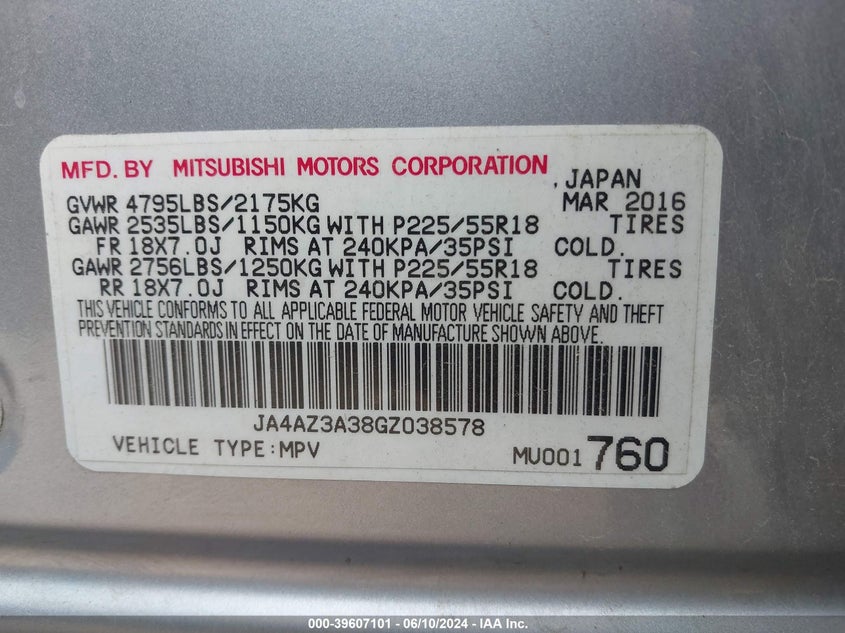 MFD. BY MITSUBISHI MOTORS CORPORATION
, JAPAN
GVWR 4795LBS/2175KG MAR 2016
GAWR 2535LBS/1150KG WITH P225/55R18 TIRES
FR 18X7.0J RIMS AT 240KPA/35PSI COLD.
GAWR 2756LBS/1250KG WITH P225/55R18 TIRES
RR 18X7.0J RIMS AT 240KPA/35PSI COLD.
THIS VEHICLE CONFORMS TO ALL APPLICABLE FEDERAL MOTOR VEHICLE SAFETY AND THEFT
PREVENTION STANDARDS IN EFFECT ON THE DATE OF MANUFACTURE SHOWN ABOVE.
JA4AZ3A38GZ038578
VEHICLE TYPE:MPV MU001 760
000-39607101 - 06/10/2024 - IAA Inc.